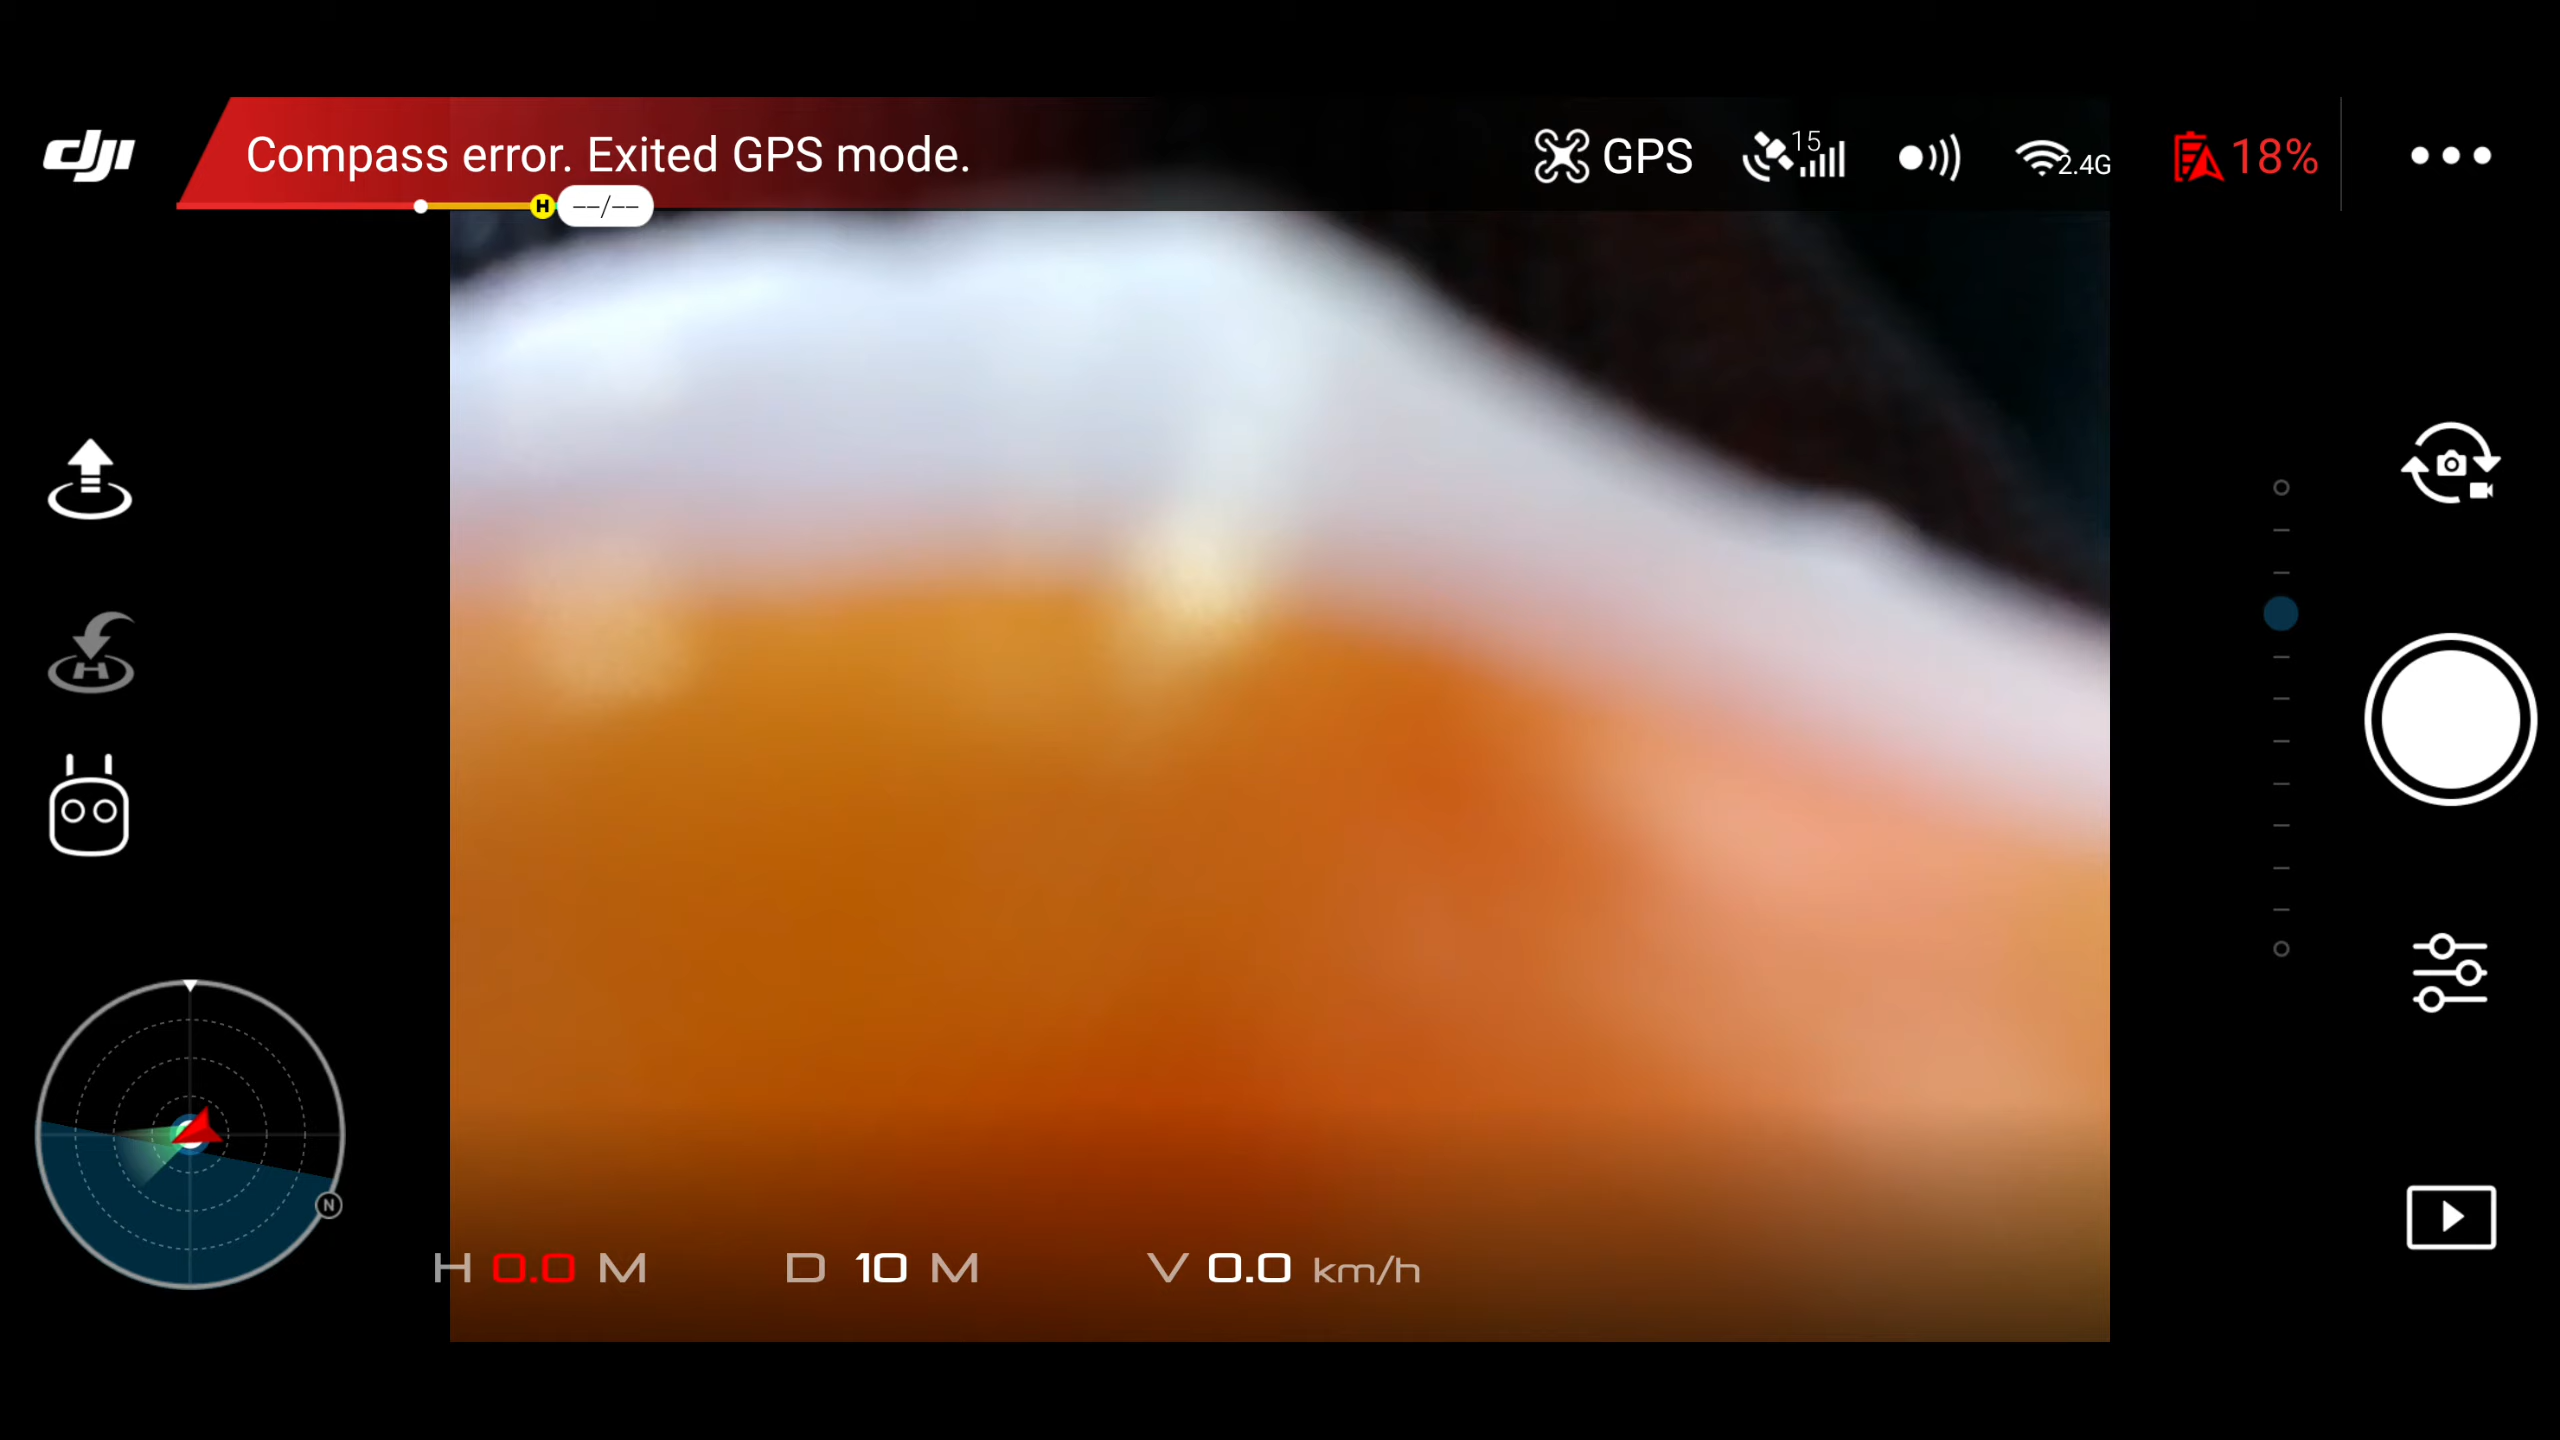 dji
Compass error. Exited GPS mode.
GPS
15
2.4G
18%
H
--/--
H
N
H 0.0 M D 10 M V 0.0 km/h